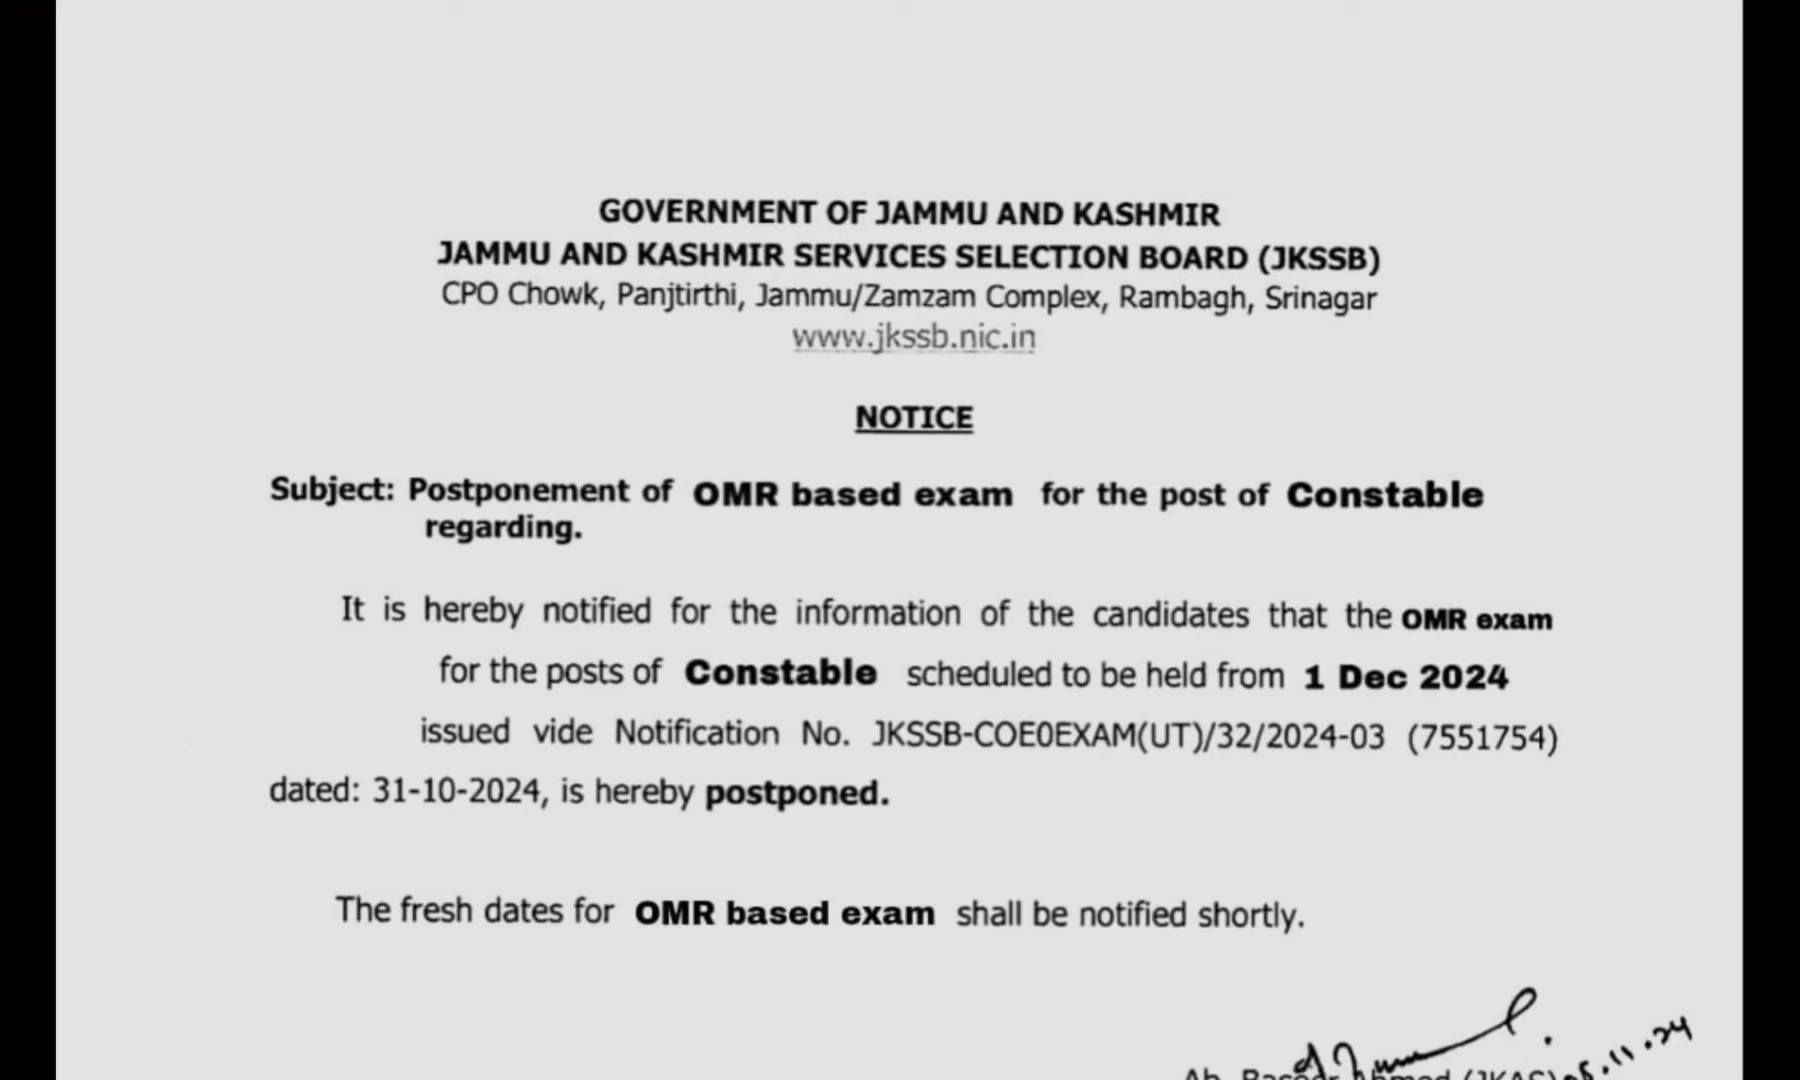 GOVERNMENT OF JAMMU AND KASHMIR
JAMMU AND KASHMIR SERVICES SELECTION BOARD (JKSSB)
CPO Chowk, Panjtirthi, Jammu/Zamzam Complex, Rambagh, Srinagar
www.jkssb.nic.in
NOTICE
Subject: Postponement of OMR based exam for the post of Constable
regarding.
It is hereby notified for the information of the candidates that the OMR exam
for the posts of Constable scheduled to be held from 1 Dec 2024
issued vide Notification No. JKSSB-COE0EXAM(UT)/32/2024-03 (7551754)
dated: 31-10-2024, is hereby postponed.
The fresh dates for OMR based exam shall be notified shortly.
(JKAS)